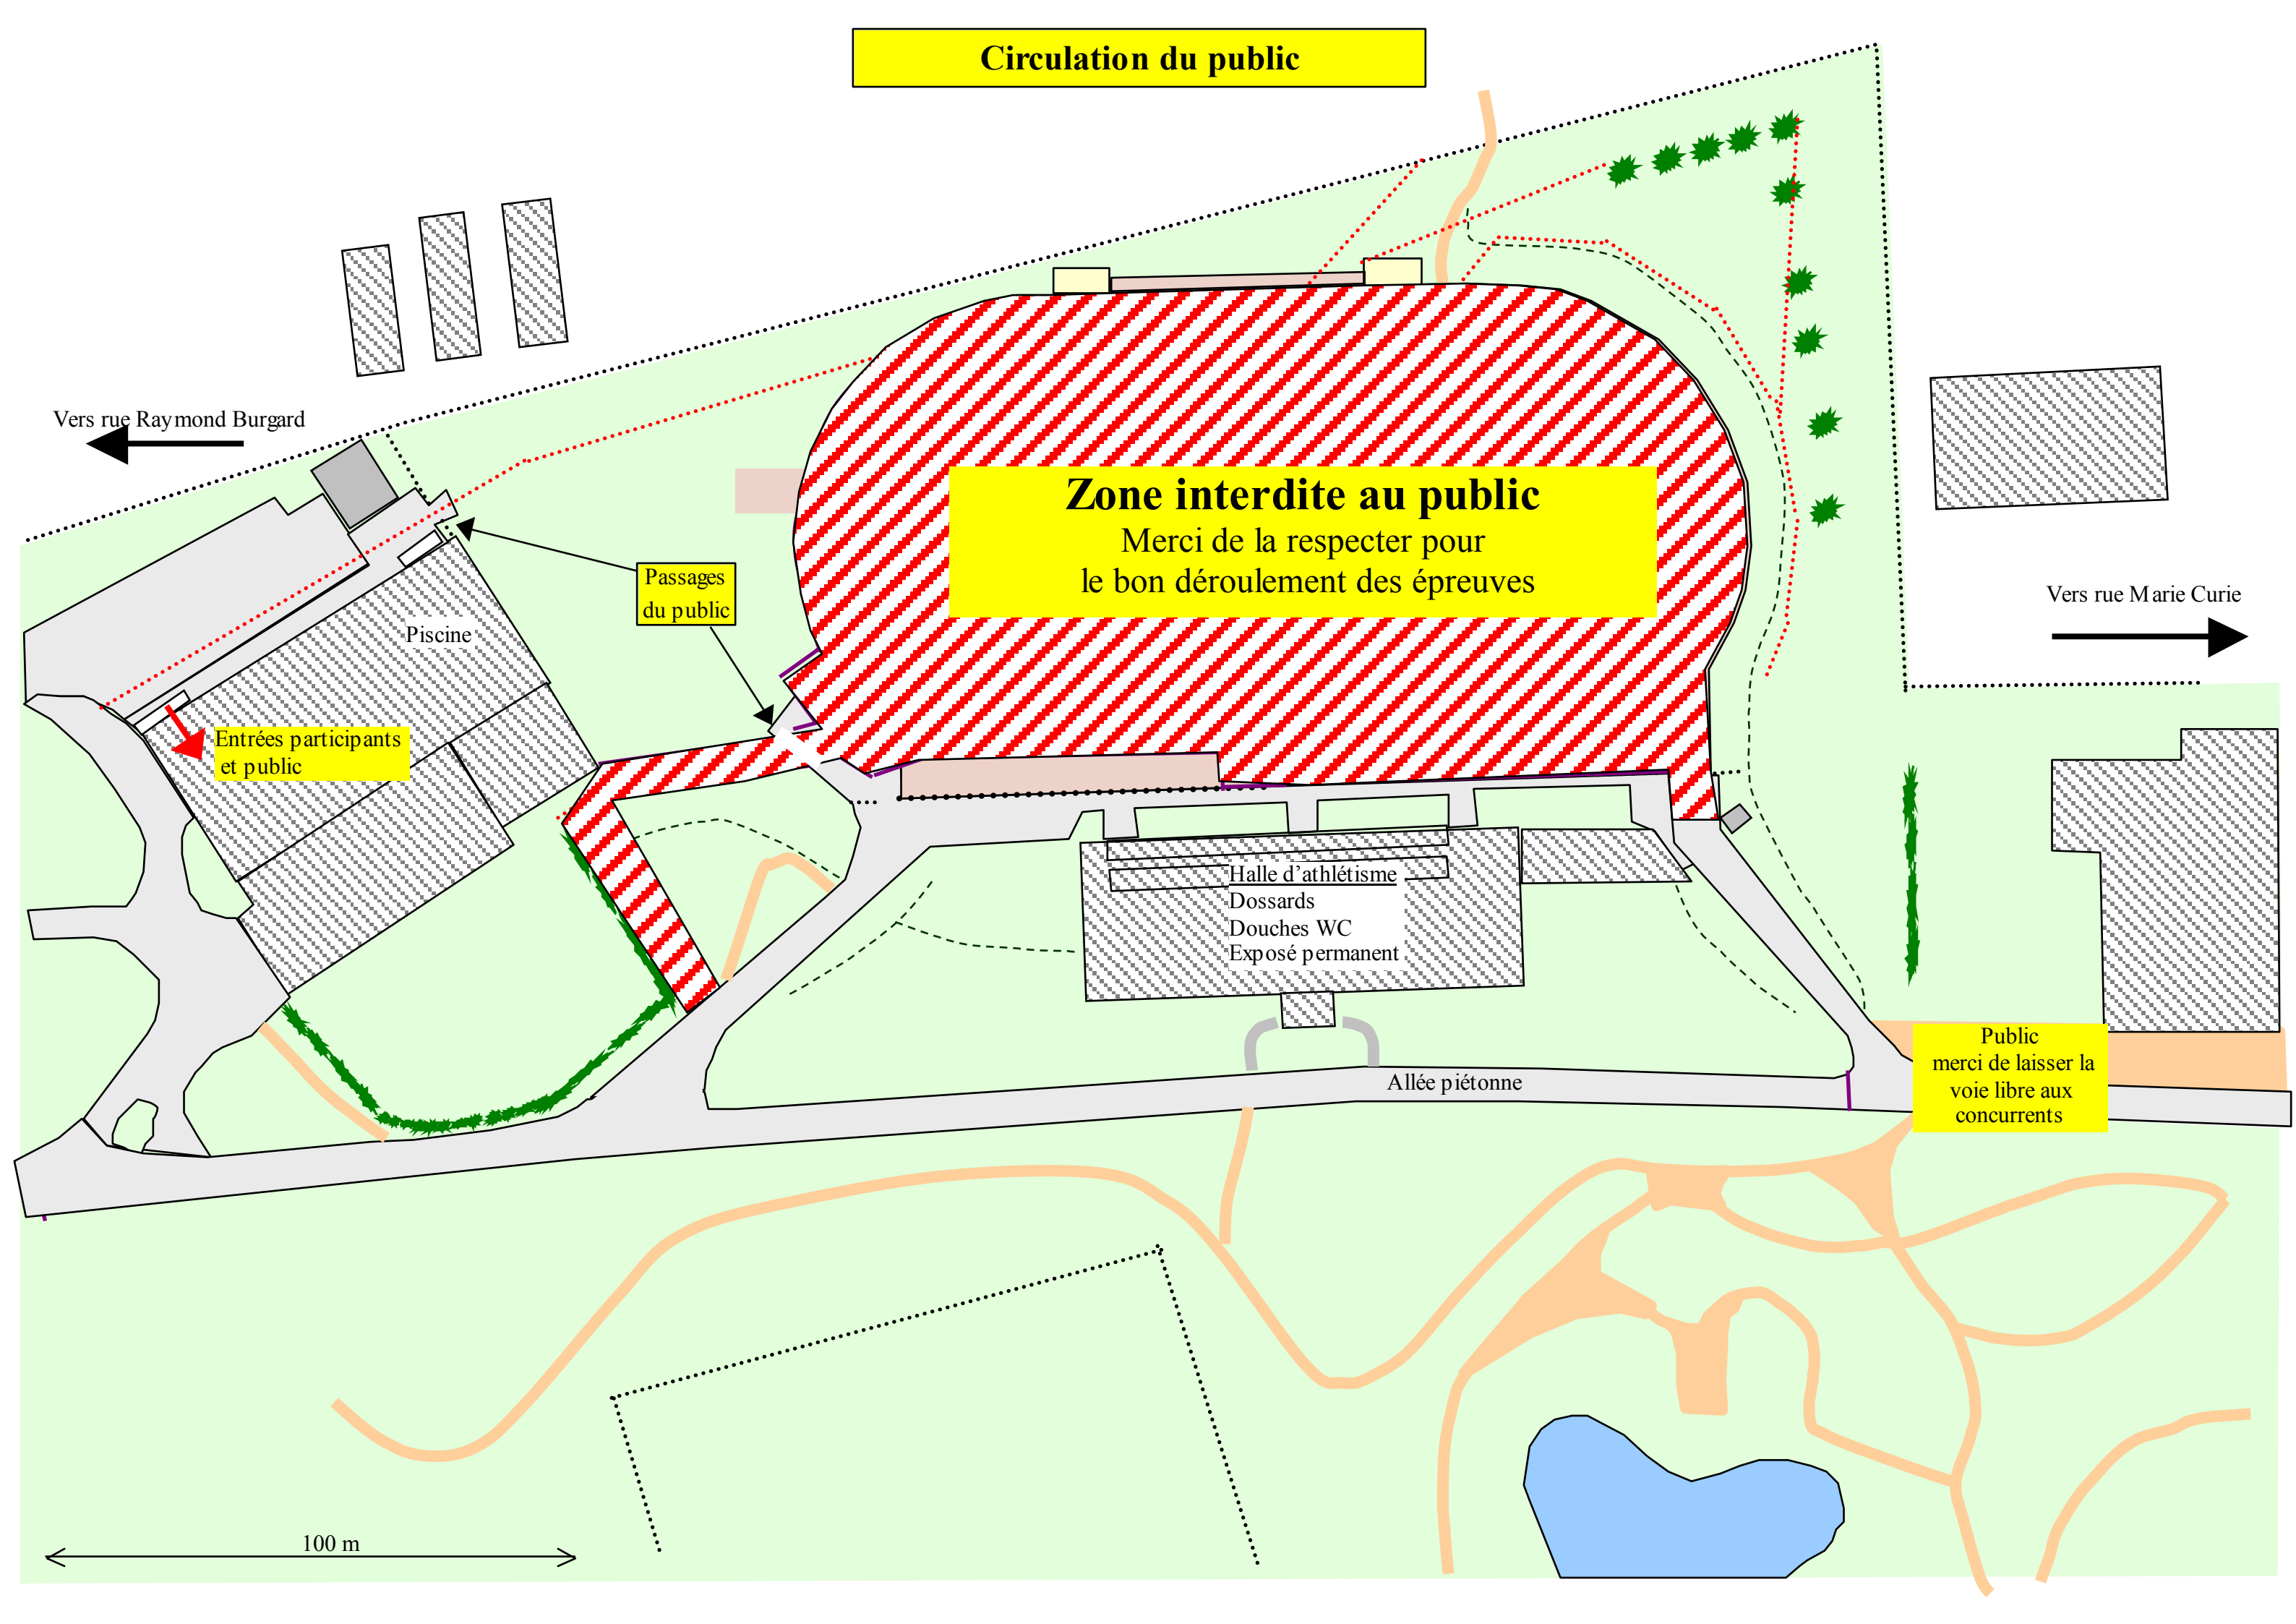 Circulation du public
Vers rue Raymond Burgard
Zone interdite au public
Merci de la respecter pour
le bon déroulement des épreuves
Passages
du public
Vers rue Marie Curie
Piscine
Entrées participants
et public
Halle d'athlétisme
Dossards
Douches WC
Exposé permanent
Public
merci de laisser la
voie libre aux
concurrents
Allée piétonne
100 m